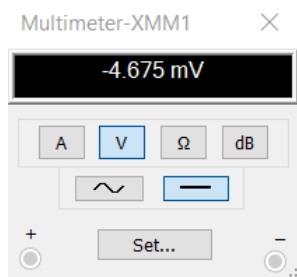 Multimeter-XMM1
-4.675 mV
A V Ω dB
+ Set... -